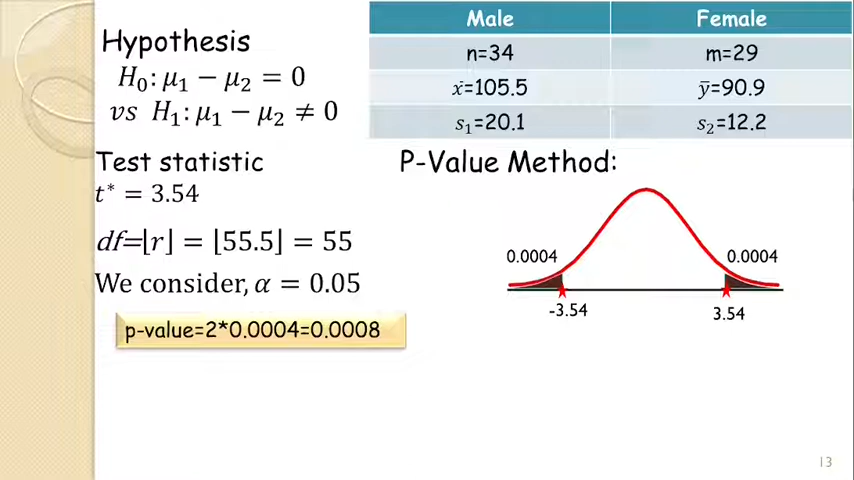 Hypothesis
H₀: μ₁ − μ₂ = 0
vs H₁: μ₁ − μ₂ ≠ 0
Male Female
n=34 m=29
x̄=105.5 ȳ=90.9
s₁=20.1 s₂=12.2
Test statistic
t* = 3.54
df=⌊r⌋ = ⌊55.5⌋ = 55
We consider, α = 0.05
p-value=2*0.0004=0.0008
P-Value Method:
0.0004 0.0004
-3.54 3.54
13